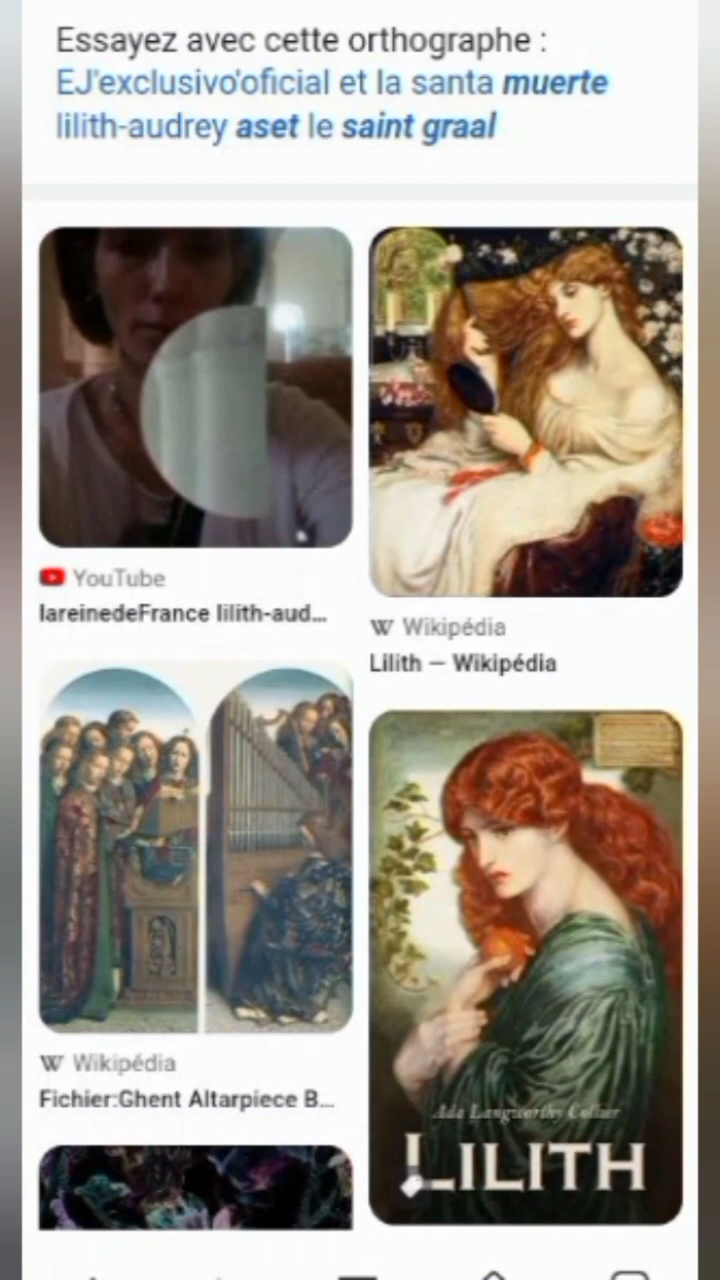 Essayez avec cette orthographe :
EJ'exclusivo'oficial et la santa muerte
lilith-audrey aset le saint graal
YouTube
lareinedeFrance lilith-aud...
W Wikipédia
Lilith — Wikipédia
W Wikipédia
Fichier:Ghent Altarpiece B...
Ada Langworthy Collier
LILITH